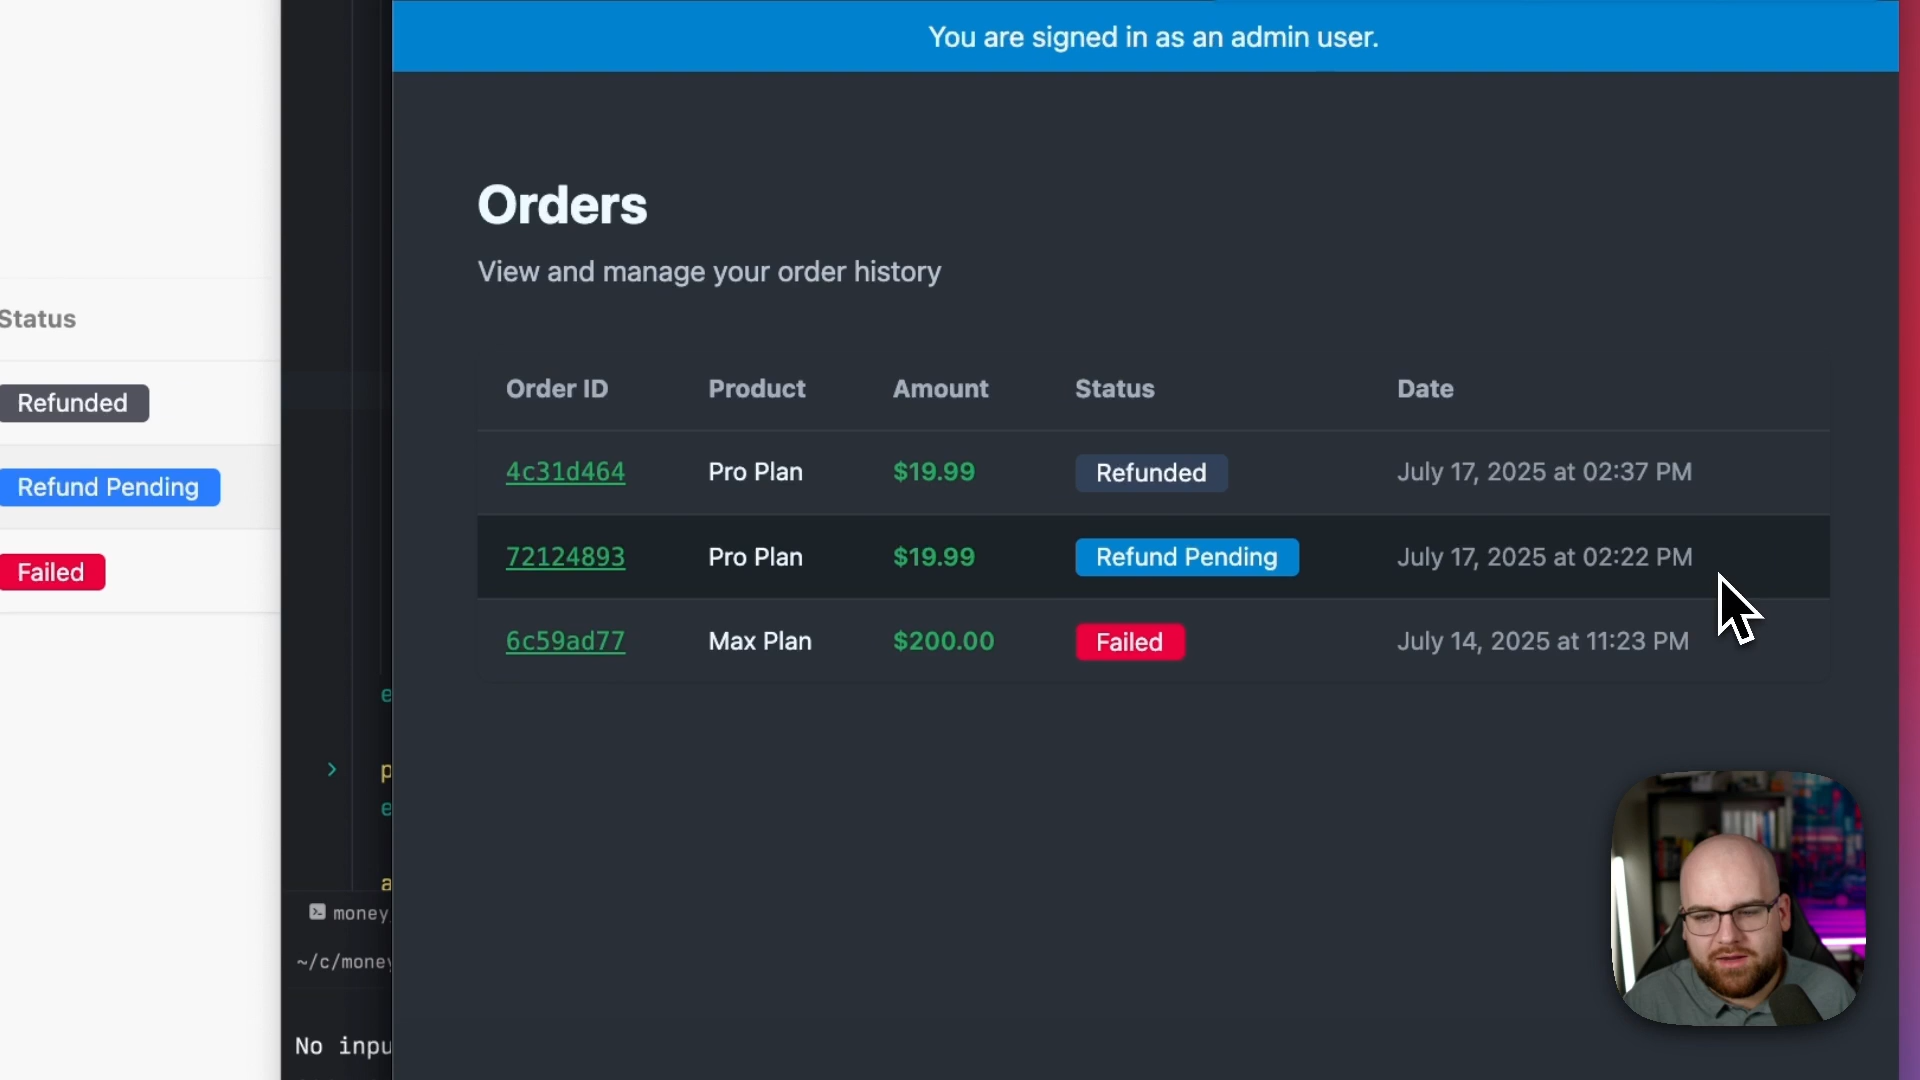 You are signed in as an admin user.
Orders
View and manage your order history
Status
Refunded
Refund Pending
Failed
Order ID Product Amount Status Date
4c31d464 Pro Plan $19.99 Refunded July 17, 2025 at 02:37 PM
72124893 Pro Plan $19.99 Refund Pending July 17, 2025 at 02:22 PM
6c59ad77 Max Plan $200.00 Failed July 14, 2025 at 11:23 PM
e
p
e
a
money
~/c/money
No inpu